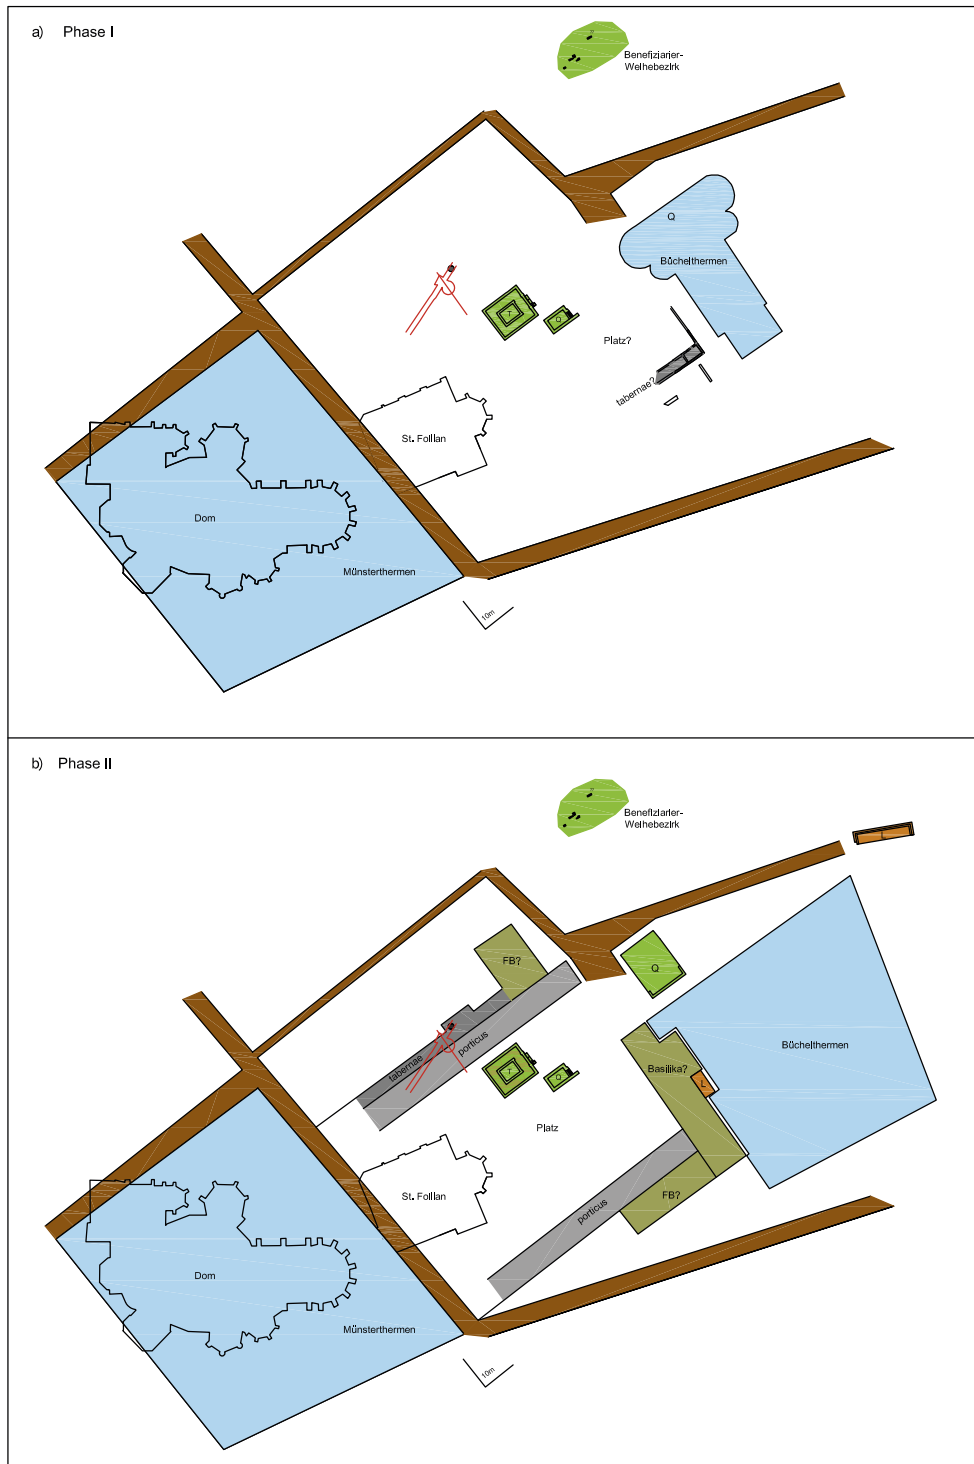 a) Phase I
Benefiziarier-
Weihebezirk
Q
Büchelthermen
T
Q
Platz?
tabernae?
St. Foillan
Dom
Münsterthermen
10m
b) Phase II
Benefiziarier-
Weihebezirk
L
FB?
Q
porticus
tabernae
Büchelthermen
Basilika?
T
Q
L
Platz
St. Foillan
FB?
porticus
Dom
Münsterthermen
10m